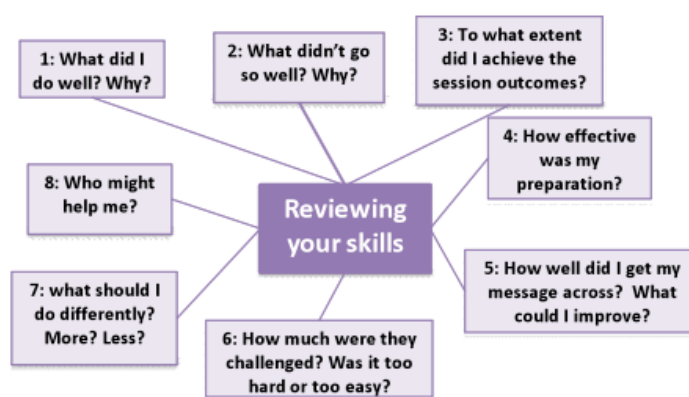 1: What did I
do well? Why?
2: What didn’t go
so well? Why?
3: To what extent
did I achieve the
session outcomes?
4: How effective
was my
preparation?
8: Who might
help me?
Reviewing
your skills
5: How well did I get my
message across?  What
could I improve?
7: what should I
do differently?
More? Less?
6: How much were they
challenged? Was it too
hard or too easy?